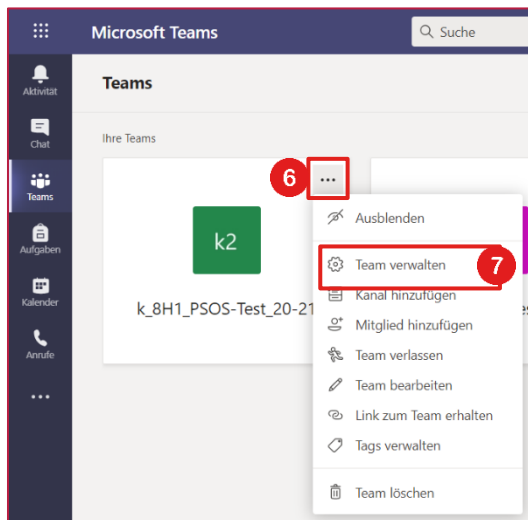 Microsoft Teams
Suche
Aktivität
Chat
Teams
Aufgaben
Kalender
Anrufe
Teams
Ihre Teams
6
k2
k_8H1_PSOS-Test_20-21
Ausblenden
Team verwalten
7
Kanal hinzufügen
Mitglied hinzufügen
Team verlassen
Team bearbeiten
Link zum Team erhalten
Tags verwalten
Team löschen